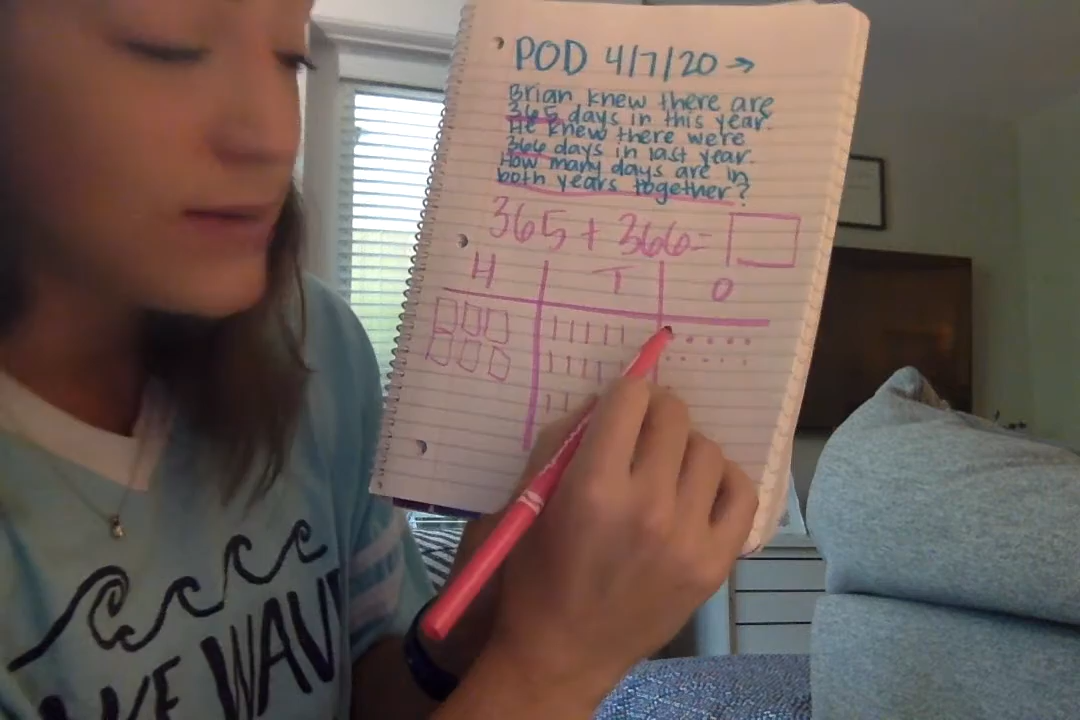 POD 4/7/20 →
Brian knew there are
365 days in this year.
He knew there were
366 days in last year.
How many days are in
both years together?
365 + 366=
H T O
WAV